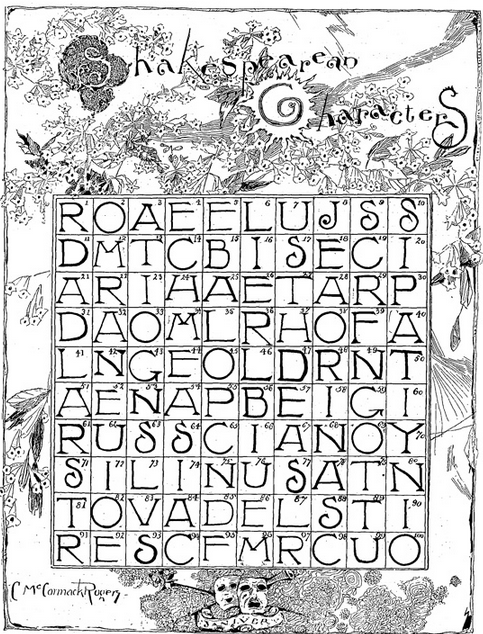 Shakespearean
Characters
R O A E E L U J S S
D M T C B I S E C I
A R I H A E T A R P
D A O M L R H O F A
L N G E O L D R N T
A E N A P B E I G I
R U S S C I A N O Y
S I L I N U S A T N
T O V A D E L S T I
R E S C F M R C U O
C McCormack Rogers